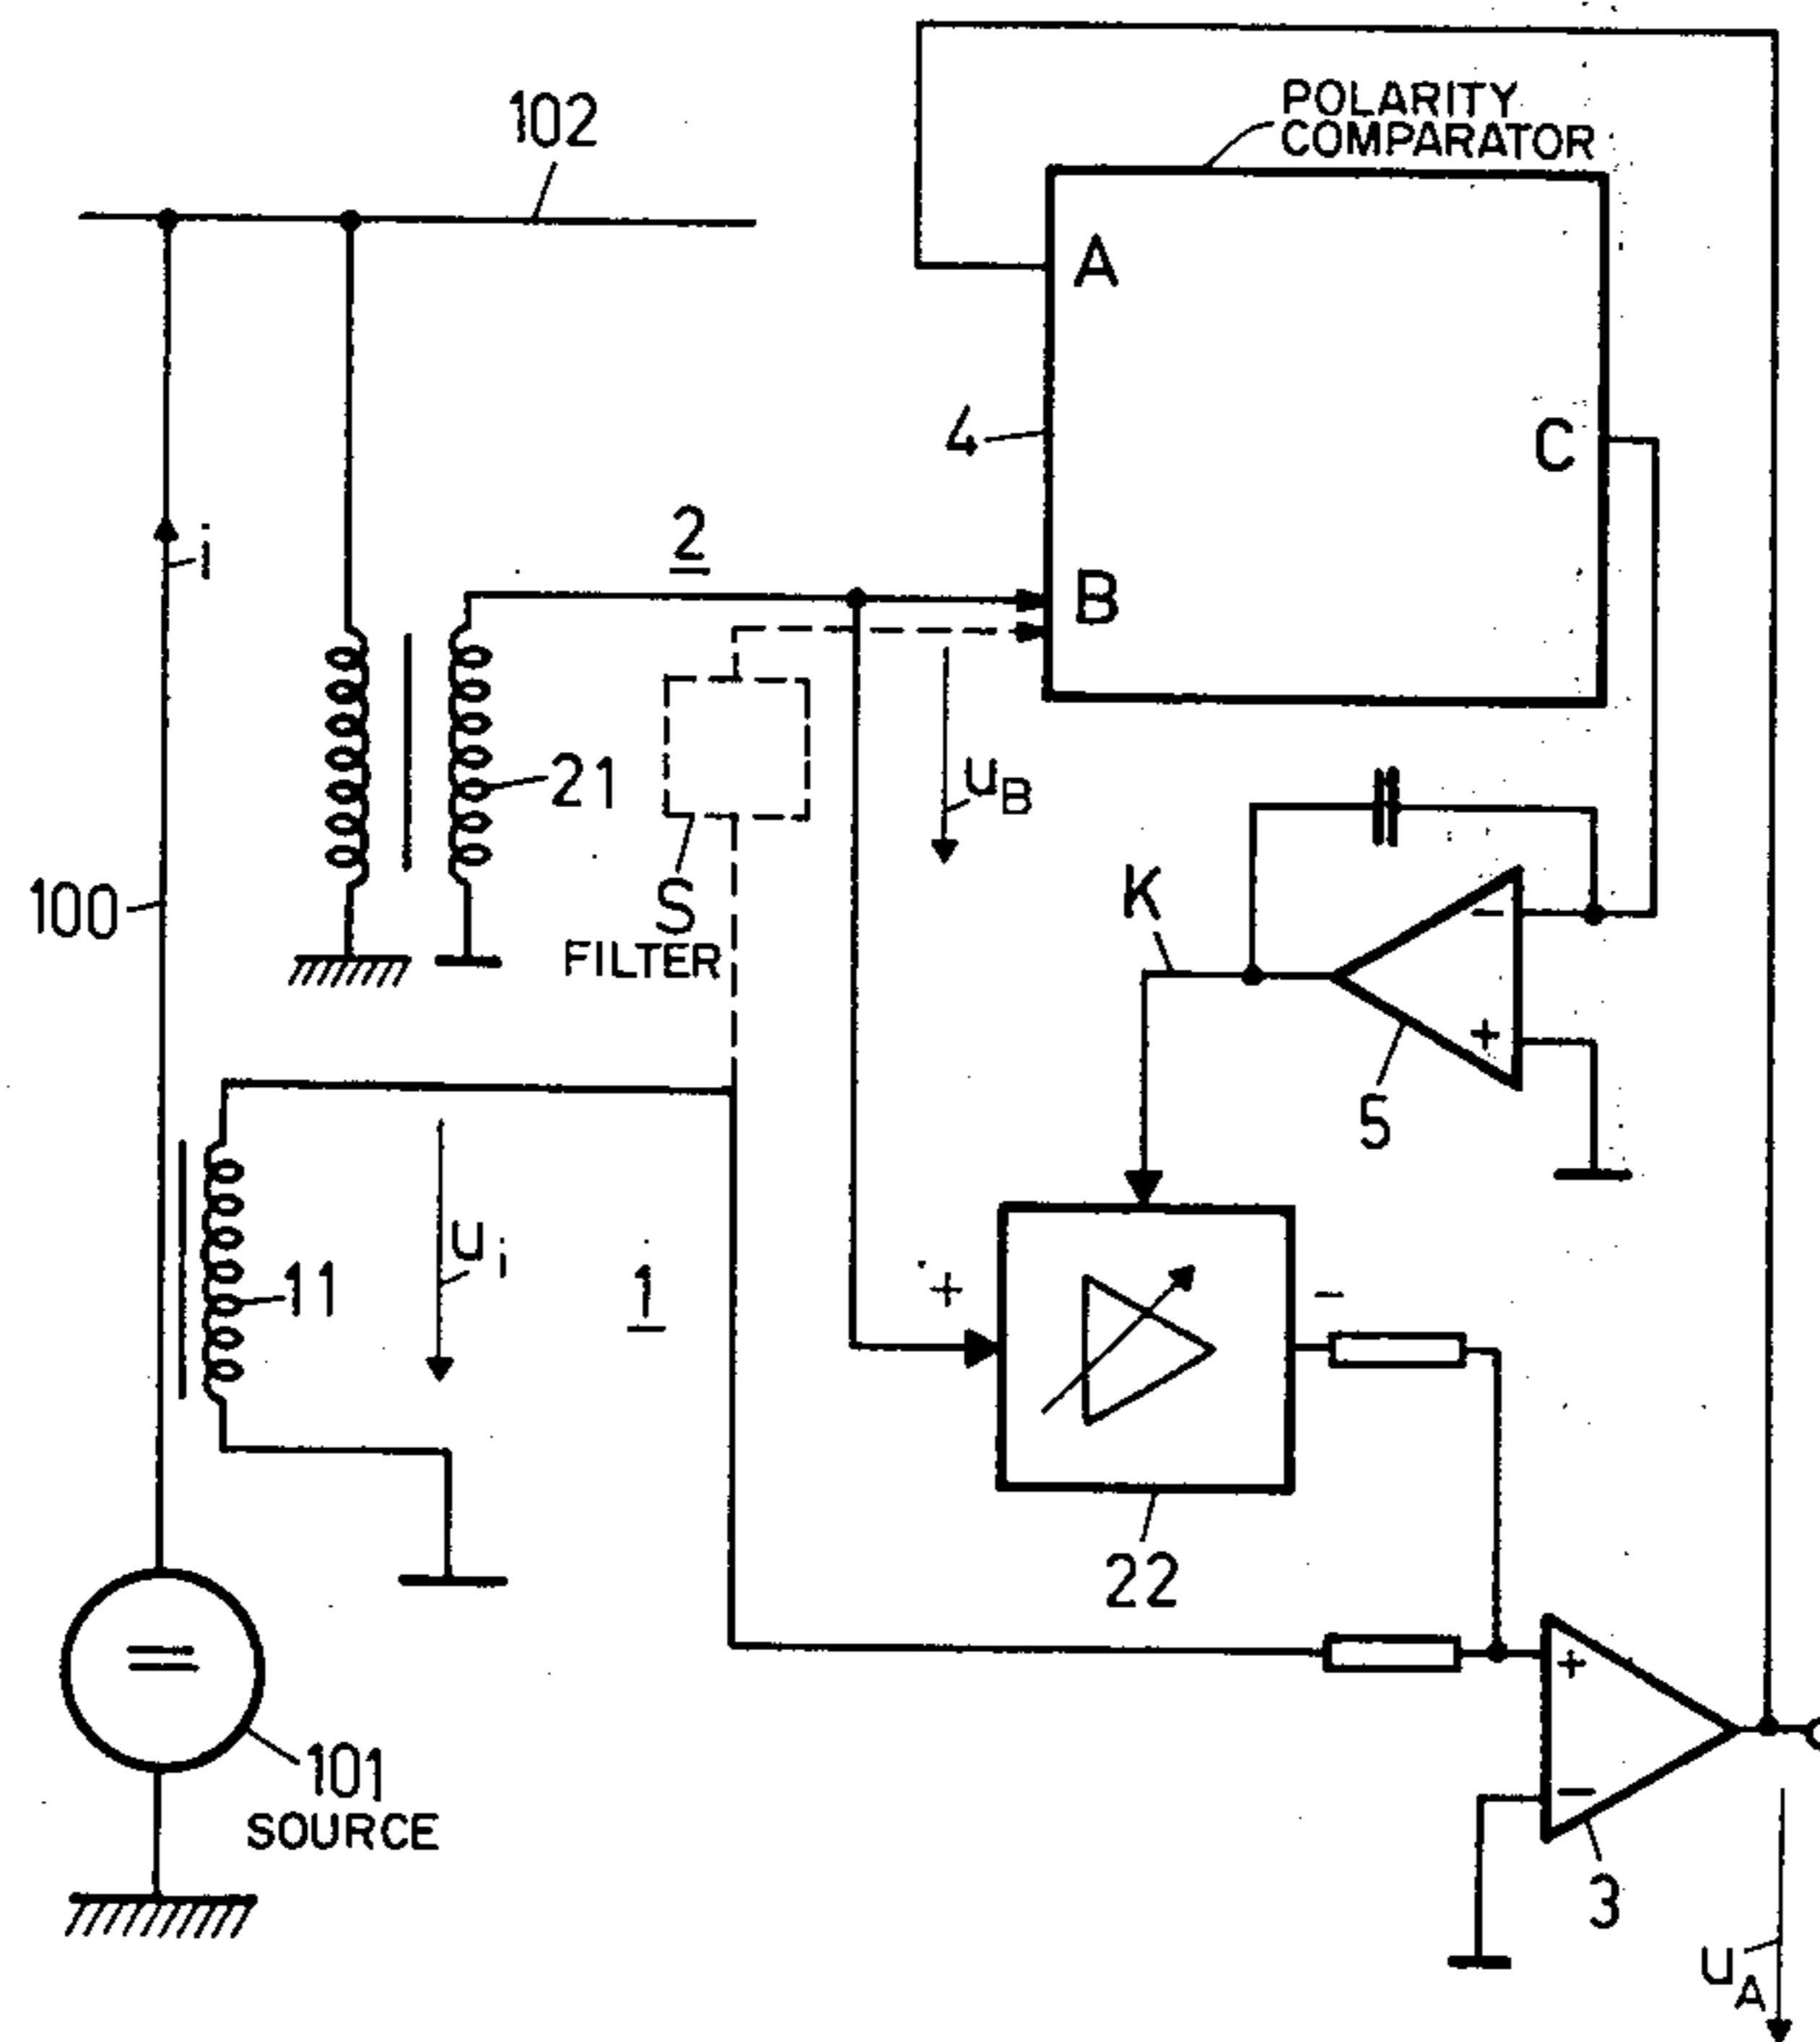 102
POLARITY
COMPARATOR
A
4
C
i
2
B
21
u_B
100
S
FILTER
K
-
+
5
u_i
11
1
+
-
22
101
SOURCE
+
-
3
u_A